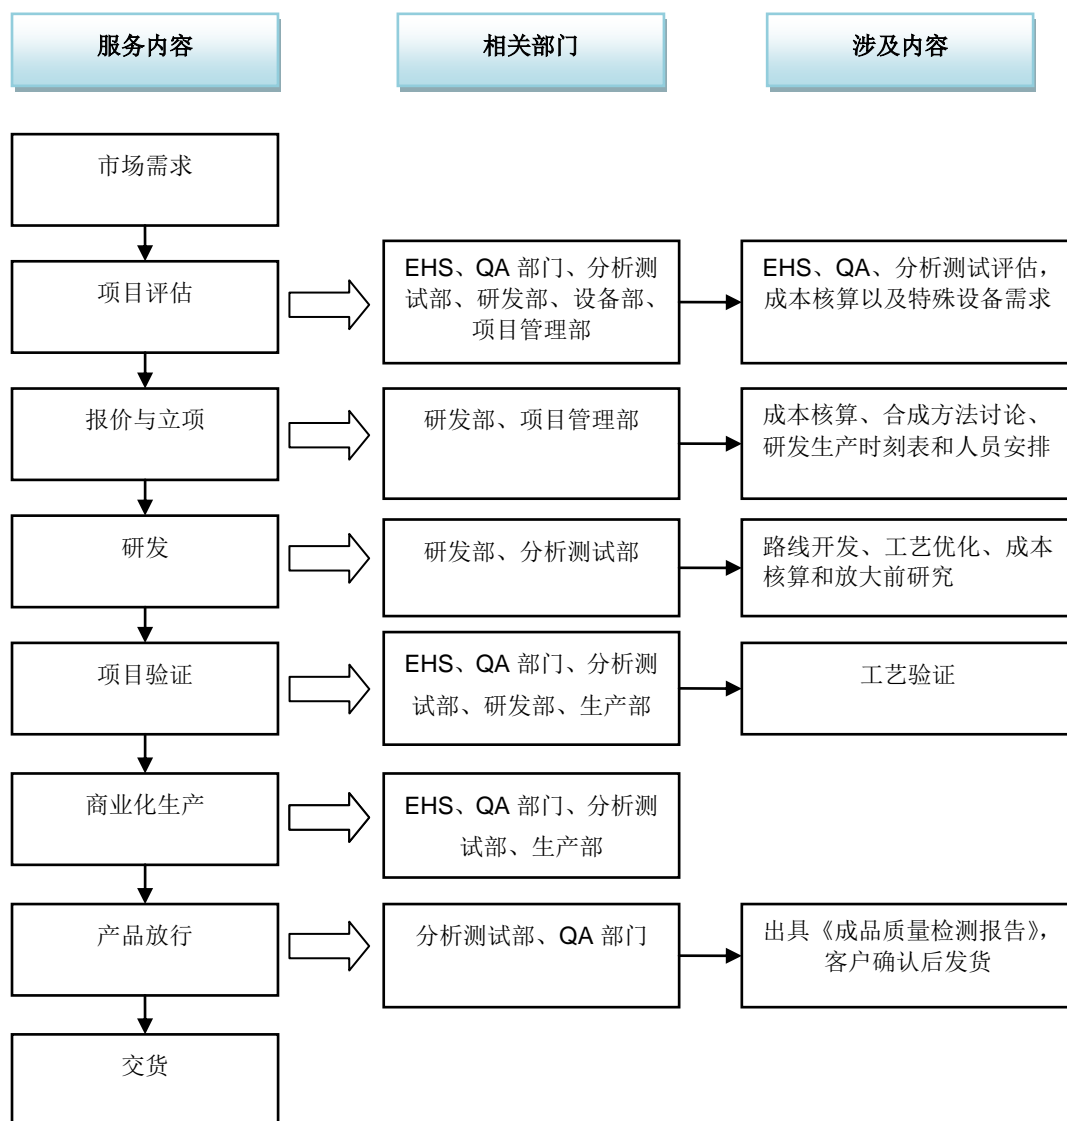 服务内容
相关部门
涉及内容
市场需求
项目评估
EHS、QA 部门、分析测
试部、研发部、设备部、
项目管理部
EHS、QA、分析测试评估，
成本核算以及特殊设备需求
报价与立项
研发部、项目管理部
成本核算、合成方法讨论、
研发生产时刻表和人员安排
研发
研发部、分析测试部
路线开发、工艺优化、成本
核算和放大前研究
项目验证
EHS、QA 部门、分析测
试部、研发部、生产部
工艺验证
商业化生产
EHS、QA 部门、分析测
试部、生产部
产品放行
分析测试部、QA 部门
出具《成品质量检测报告》，
客户确认后发货
交货